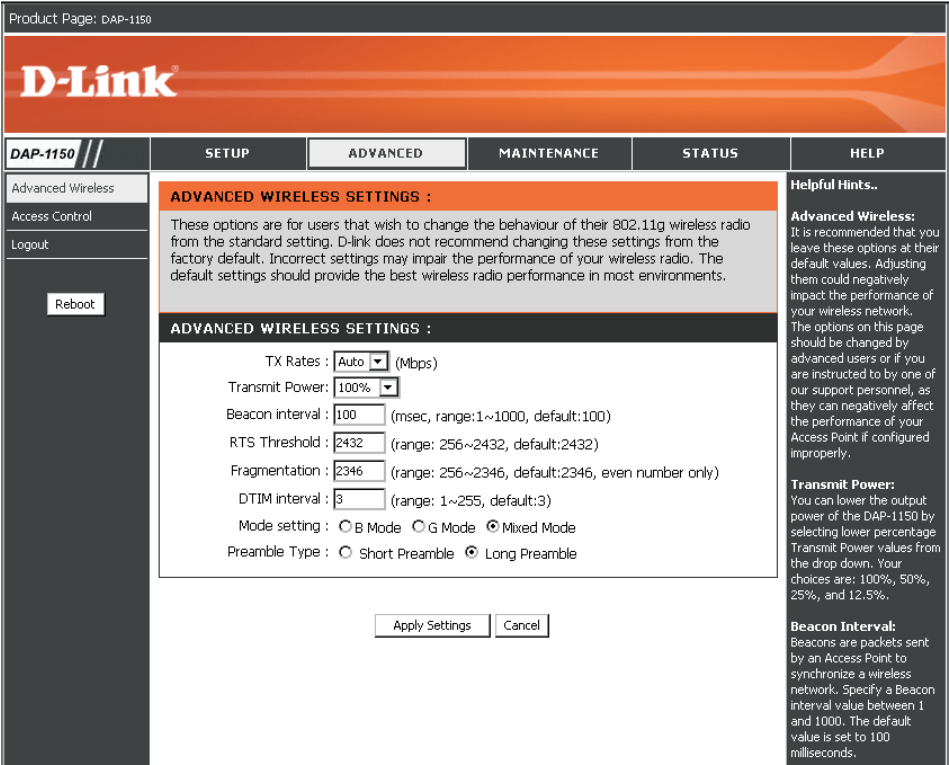 Product Page: DAP-1150
D-Link®
DAP-1150
SETUP
ADVANCED
MAINTENANCE
STATUS
HELP
Advanced Wireless
Access Control
Logout
Reboot
ADVANCED WIRELESS SETTINGS :
These options are for users that wish to change the behaviour of their 802.11g wireless radio
from the standard setting. D-link does not recommend changing these settings from the
factory default. Incorrect settings may impair the performance of your wireless radio. The
default settings should provide the best wireless radio performance in most environments.
ADVANCED WIRELESS SETTINGS :
TX Rates : Auto (Mbps)
Transmit Power: 100%
Beacon interval : 100 (msec, range:1~1000, default:100)
RTS Threshold : 2432 (range: 256~2432, default:2432)
Fragmentation : 2346 (range: 256~2346, default:2346, even number only)
DTIM interval : 3 (range: 1~255, default:3)
Mode setting : B Mode G Mode Mixed Mode
Preamble Type : Short Preamble Long Preamble
Apply Settings Cancel
Helpful Hints..
Advanced Wireless:
It is recommended that you
leave these options at their
default values. Adjusting
them could negatively
impact the performance of
your wireless network.
The options on this page
should be changed by
advanced users or if you
are instructed to by one of
our support personnel, as
they can negatively affect
the performance of your
Access Point if configured
improperly.
Transmit Power:
You can lower the output
power of the DAP-1150 by
selecting lower percentage
Transmit Power values from
the drop down. Your
choices are: 100%, 50%,
25%, and 12.5%.
Beacon Interval:
Beacons are packets sent
by an Access Point to
synchronize a wireless
network. Specify a Beacon
interval value between 1
and 1000. The default
value is set to 100
milliseconds.